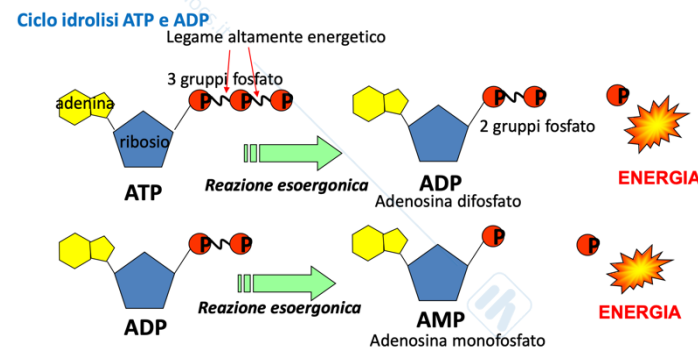 Ciclo idrolisi ATP e ADP
Legame altamente energetico
3 gruppi fosfato
adenina
P P P
P P
P
ribosio
2 gruppi fosfato
Reazione esoergonica
ATP
ADP
ENERGIA
Adenosina difosfato
P P
P
P
Reazione esoergonica
ADP
AMP
ENERGIA
Adenosina monofosfato